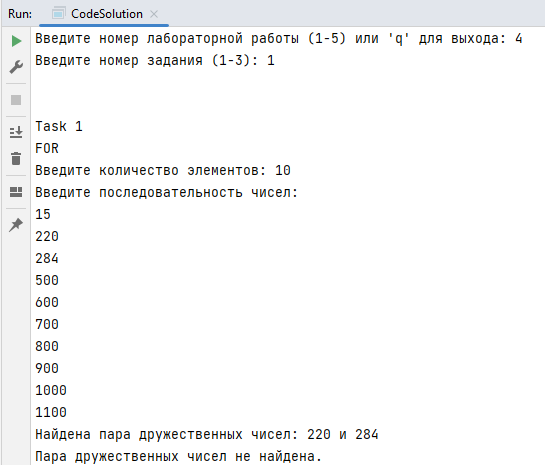 Run: CodeSolution
Введите номер лабораторной работы (1-5) или 'q' для выхода: 4
Введите номер задания (1-3): 1
Task 1
FOR
Введите количество элементов: 10
Введите последовательность чисел:
15
220
284
500
600
700
800
900
1000
1100
Найдена пара дружественных чисел: 220 и 284
Пара дружественных чисел не найдена.